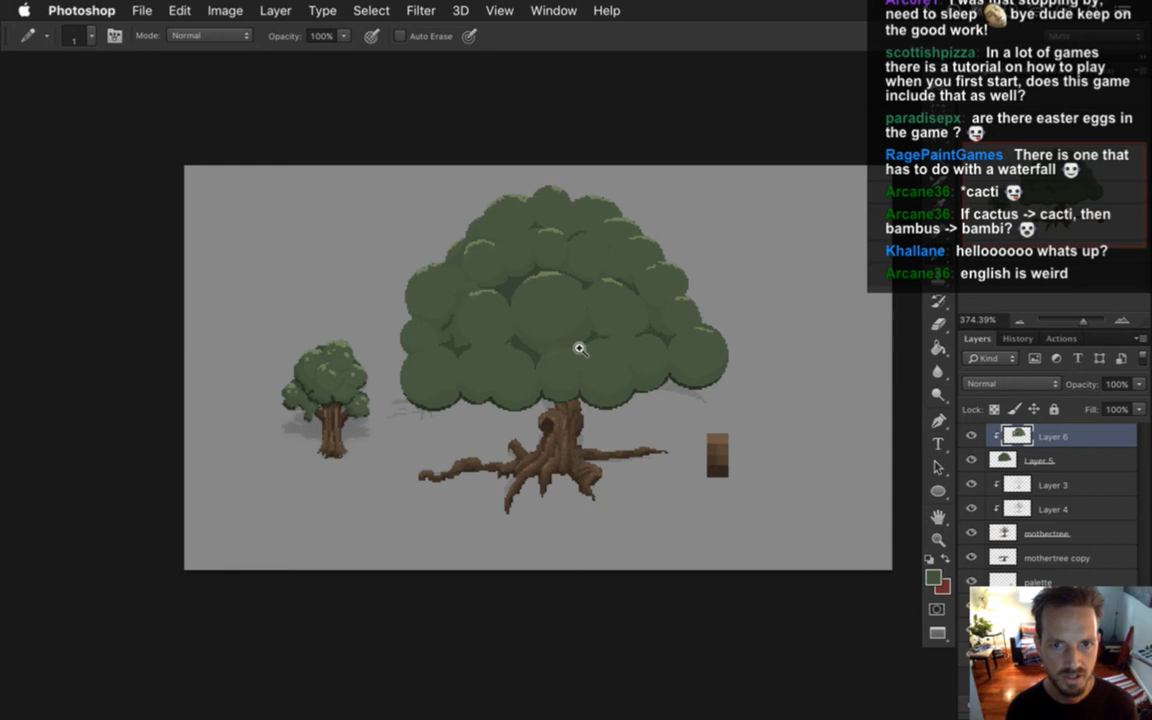 Photoshop File Edit Image Layer Type Select Filter 3D View Window Help
1 Mode: Normal Opacity: 100% Auto Erase
I was just stopping by,
need to sleep bye dude keep on
the good work!
scottishpizza: In a lot of games
there is a tutorial on how to play
when you first start, does this game
include that as well?
paradisepx: are there easter eggs in
the game ?
RagePaintGames There is one that
has to do with a waterfall
Arcane36: *cacti
Arcane36: If cactus -> cacti, then
bambus -> bambi?
Khallane: helloooooo whats up?
Arcane36: english is weird
374.39%
Layers History Actions
Kind
Normal Opacity: 100%
Lock: Fill: 100%
Layer 6
Layer 5
Layer 3
Layer 4
mothertree
mothertree copy
palette